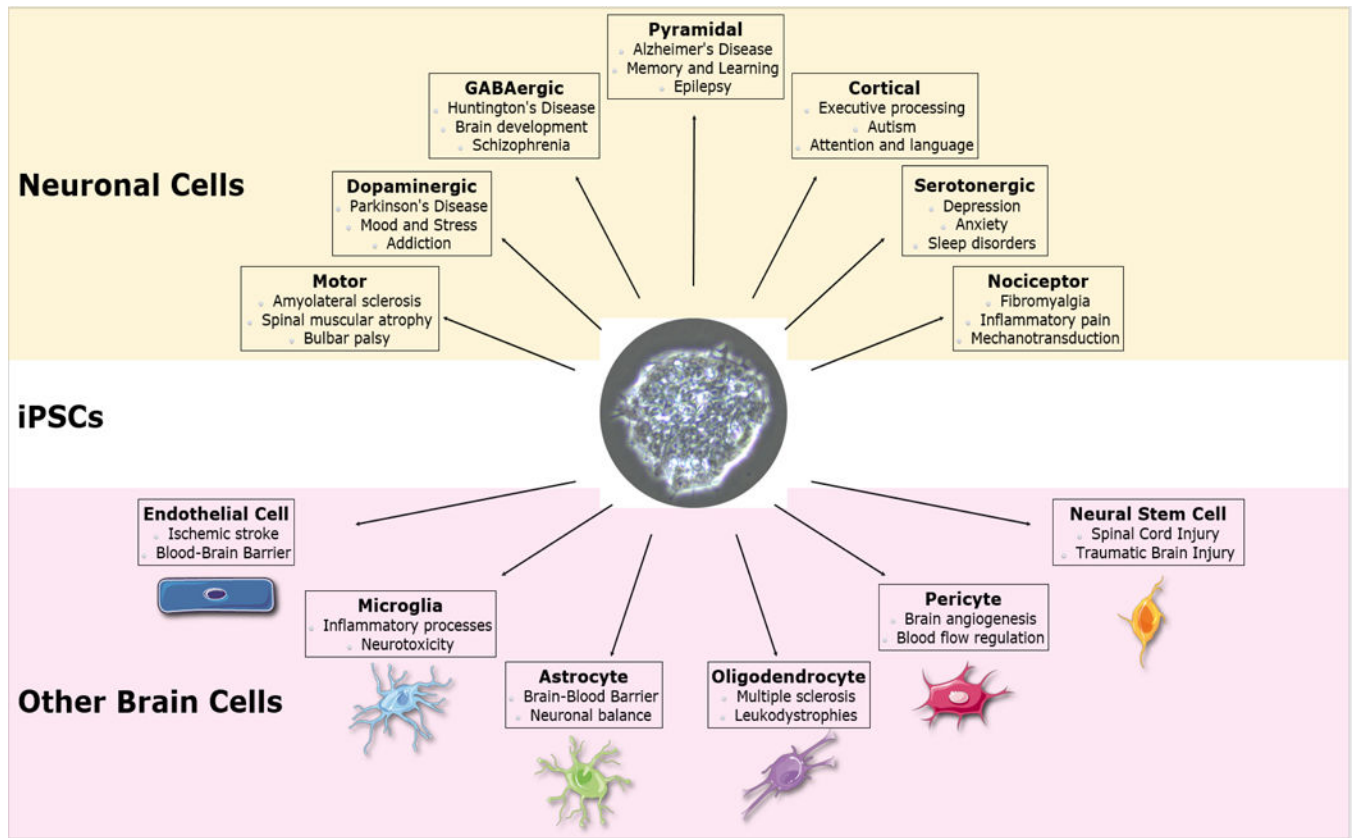 Pyramidal
Alzheimer's Disease
Memory and Learning
Epilepsy
GABAergic
Huntington's Disease
Brain development
Schizophrenia
Cortical
Executive processing
Autism
Attention and language
Neuronal Cells
Dopaminergic
Parkinson's Disease
Mood and Stress
Addiction
Serotonergic
Depression
Anxiety
Sleep disorders
Motor
Amyolateral sclerosis
Spinal muscular atrophy
Bulbar palsy
Nociceptor
Fibromyalgia
Inflammatory pain
Mechanotransduction
iPSCs
Endothelial Cell
Ischemic stroke
Blood-Brain Barrier
Neural Stem Cell
Spinal Cord Injury
Traumatic Brain Injury
Microglia
Inflammatory processes
Neurotoxicity
Pericyte
Brain angiogenesis
Blood flow regulation
Other Brain Cells
Astrocyte
Brain-Blood Barrier
Neuronal balance
Oligodendrocyte
Multiple sclerosis
Leukodystrophies